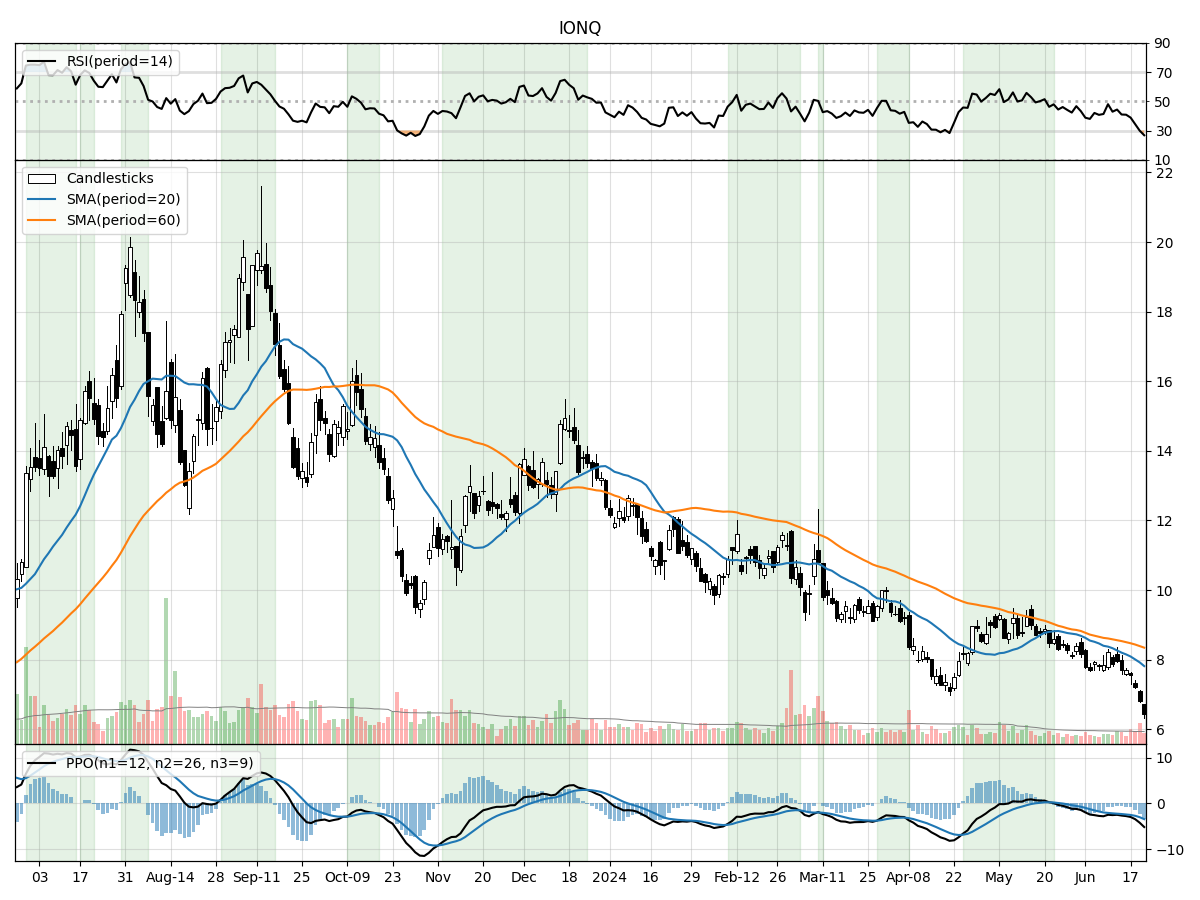 IONQ
RSI(period=14)
90
70
50
30
10
Candlesticks
SMA(period=20)
SMA(period=60)
22
20
18
16
14
12
10
8
6
PPO(n1=12, n2=26, n3=9)
10
0
−10
03 17 31 Aug-14 28 Sep-11 25 Oct-09 23 Nov 20 Dec 18 2024 16 29 Feb-12 26 Mar-11 25 Apr-08 22 May 20 Jun 17